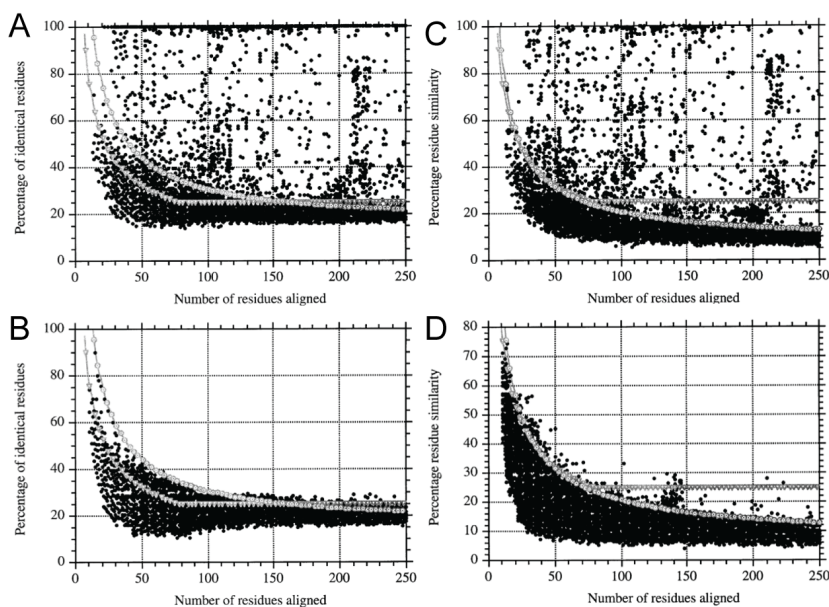 A
Percentage of identical residues
100
80
60
40
20
0
0 50 100 150 200 250
Number of residues aligned
B
Percentage of identical residues
100
80
60
40
20
0
0 50 100 150 200 250
Number of residues aligned
C
Percentage residue similarity
100
80
60
40
20
0
0 50 100 150 200 250
Number of residues aligned
D
Percentage residue similarity
80
70
60
50
40
30
20
10
0
0 50 100 150 200 250
Number of residues aligned